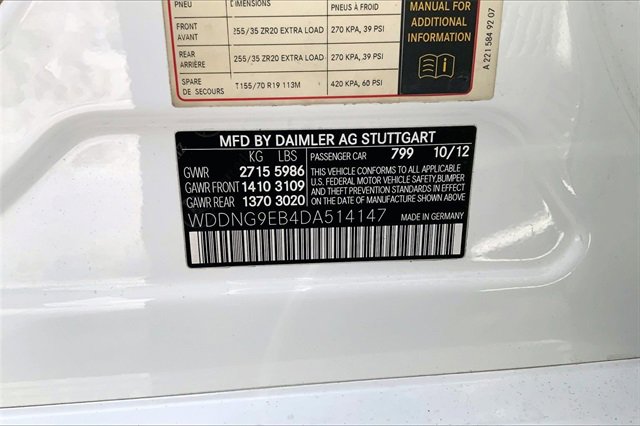 PNEU DIMENSIONS PNEUS À FROID
FRONT AVANT 255/35 ZR20 EXTRA LOAD 270 KPA, 39 PSI
REAR ARRIÈRE 255/35 ZR20 EXTRA LOAD 270 KPA, 39 PSI
SPARE DE SECOURS T155/70 R19 113M 420 KPA, 60 PSI
MANUAL FOR
ADDITIONAL
INFORMATION
A 221 584 92 07
MFD BY DAIMLER AG STUTTGART
KG LBS
GVWR 2715 5986
GAWR FRONT 1410 3109
GAWR REAR 1370 3020
PASSENGER CAR 799 10/12
THIS VEHICLE CONFORMS TO ALL APPLICABLE
U.S. FEDERAL MOTOR VEHICLE SAFETY, BUMPER
AND THEFT PREVENTION STANDARDS IN EFFECT
ON THE DATE OF MANUFACTURE SHOWN ABOVE.
WDDNG9EB4DA514147 MADE IN GERMANY